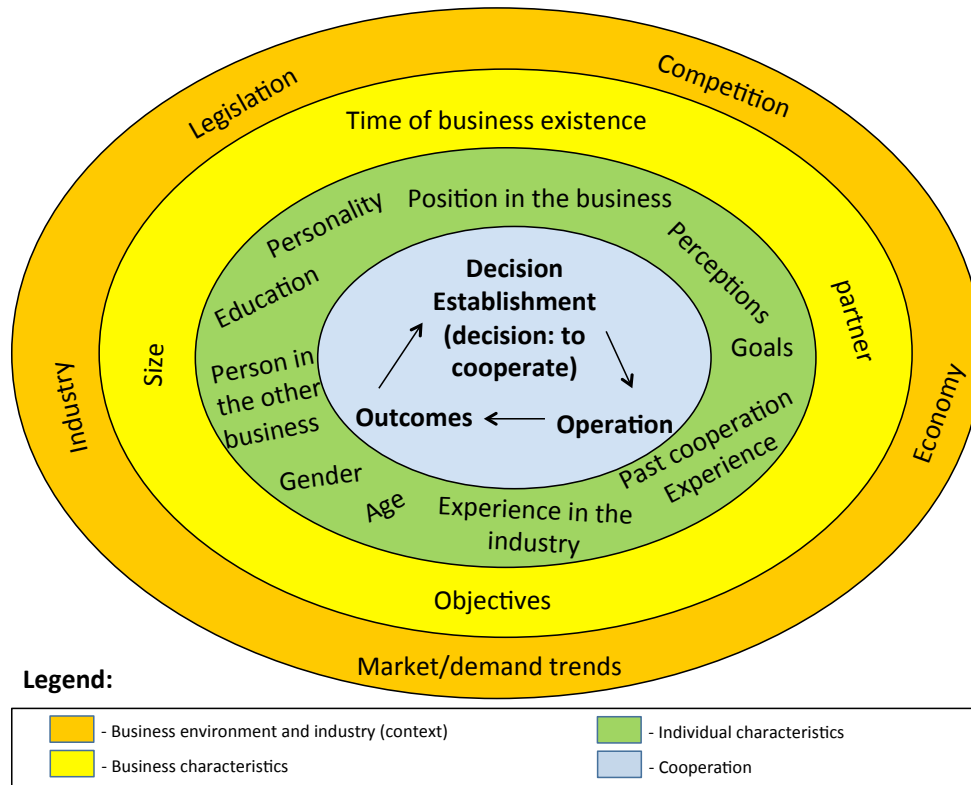 Legislation
Competition
Time of business existence
Personality
Position in the business
Perceptions
Education
Decision
Establishment
(decision: to
cooperate)
partner
Goals
Size
Person in
the other
business
Outcomes
Operation
Industry
Economy
Past cooperation
Experience
Gender
Age
Experience in the
industry
Objectives
Market/demand trends
Legend:
- Business environment and industry (context)
- Individual characteristics
- Business characteristics
- Cooperation